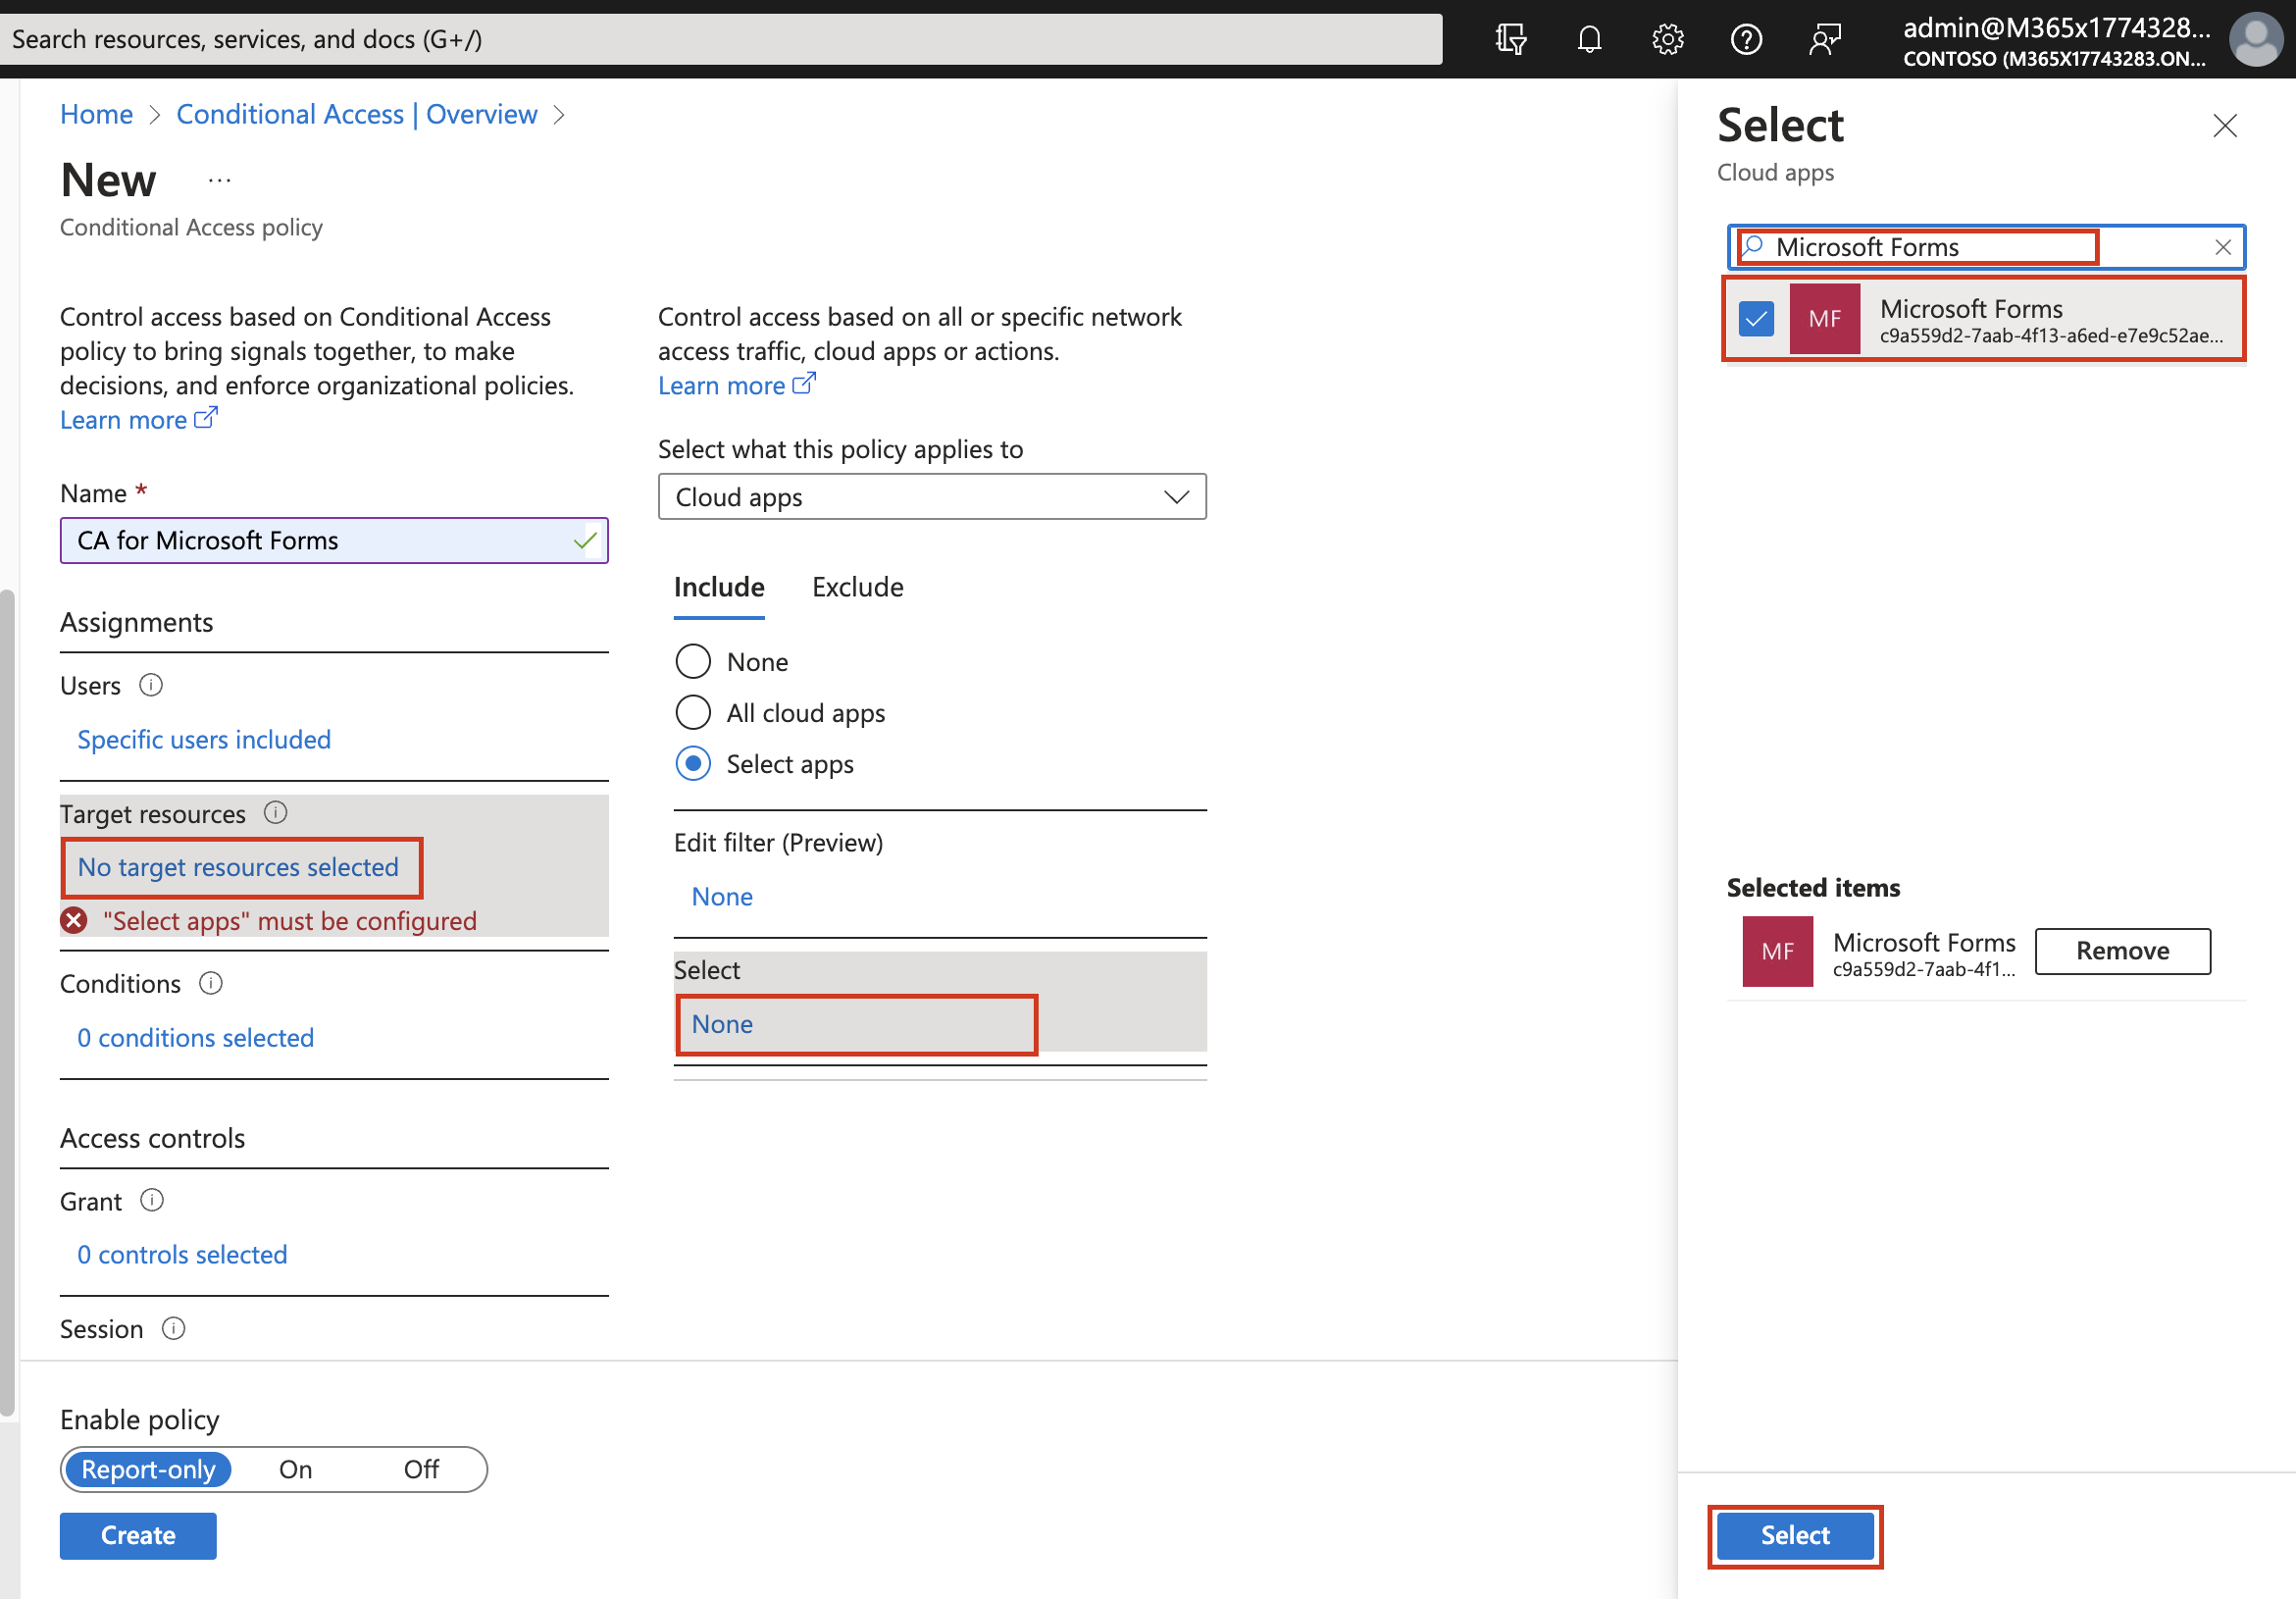 Search resources, services, and docs (G+/)
admin@M365x1774328...
CONTOSO (M365X17743283.ON...
Home > Conditional Access | Overview >
New ...
Conditional Access policy
Control access based on Conditional Access
policy to bring signals together, to make
decisions, and enforce organizational policies.
Learn more
Name *
CA for Microsoft Forms
Assignments
Users
Specific users included
Target resources
No target resources selected
"Select apps" must be configured
Conditions
0 conditions selected
Access controls
Grant
0 controls selected
Session
Enable policy
Report-only On Off
Create
Control access based on all or specific network
access traffic, cloud apps or actions.
Learn more
Select what this policy applies to
Cloud apps
Include Exclude
None
All cloud apps
Select apps
Edit filter (Preview)
None
Select
None
Select
Cloud apps
Microsoft Forms
MF
Microsoft Forms
c9a559d2-7aab-4f13-a6ed-e7e9c52ae...
Selected items
MF
Microsoft Forms
c9a559d2-7aab-4f1...
Remove
Select